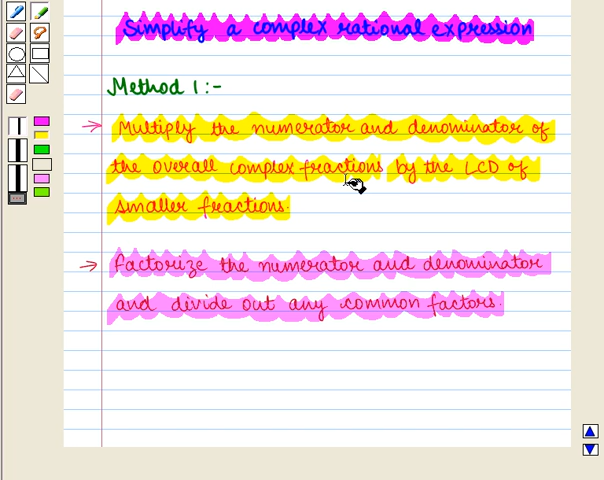 Simplify a complex rational expression
Method 1 :-
→ Multiply the numerator and denominator of
the overall complex fractions by the LCD of
smaller fractions.
→ Factorize the numerator and denominator
and divide out any common factors.